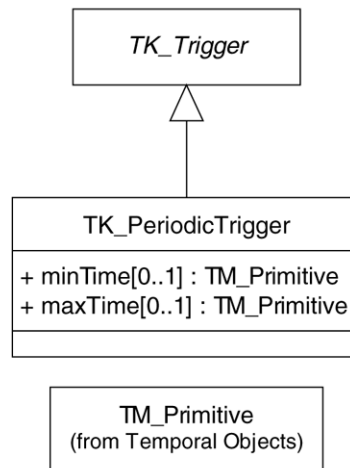 TK_Trigger
TK_PeriodicTrigger
+ minTime[0..1] : TM_Primitive
+ maxTime[0..1] : TM_Primitive
TM_Primitive
(from Temporal Objects)